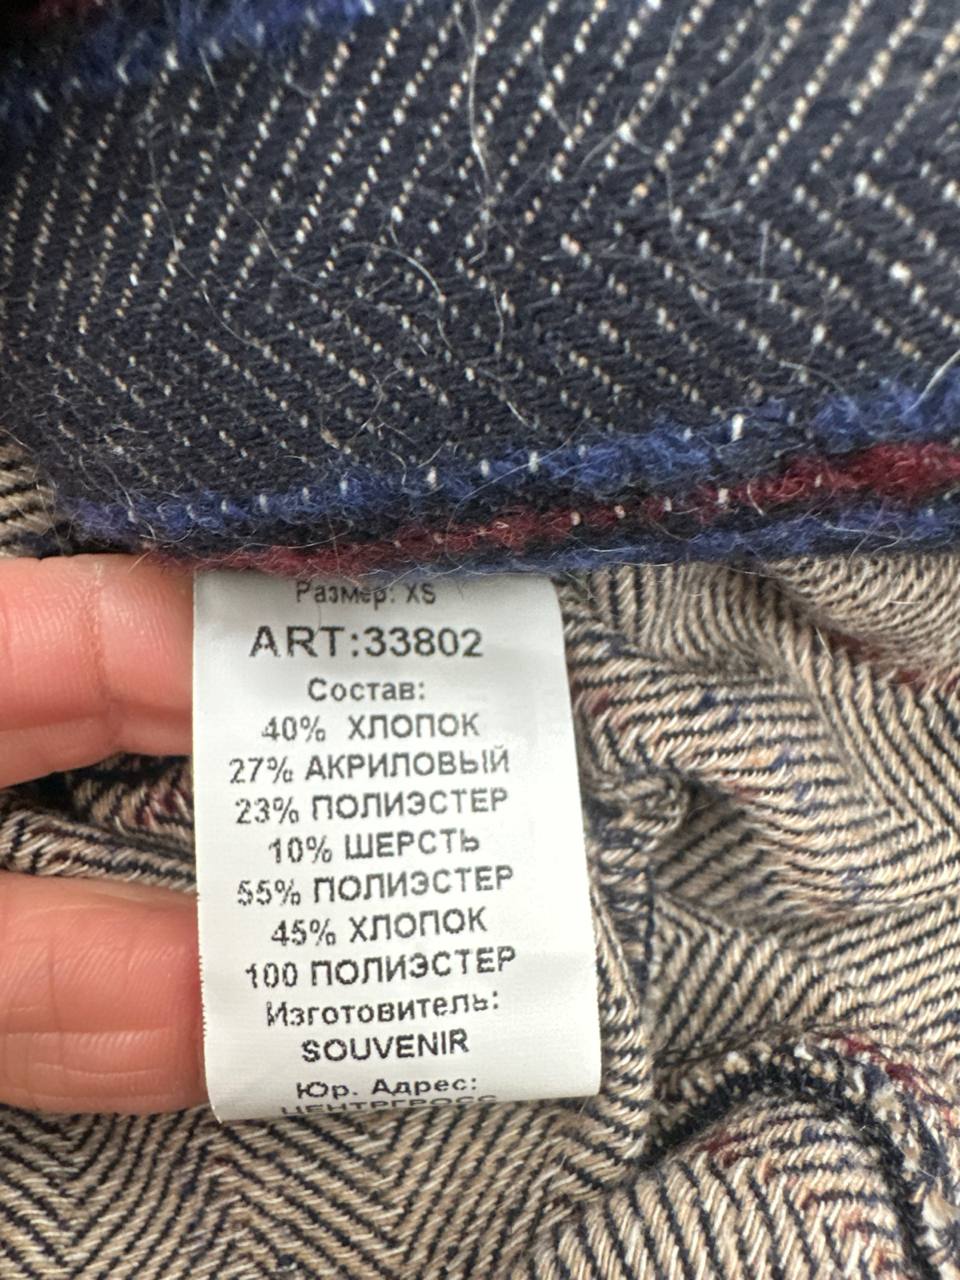 Размер: XS
ART:33802
Состав:
40% ХЛОПОК
27% АКРИЛОВЫЙ
23% ПОЛИЭСТЕР
10% ШЕРСТЬ
55% ПОЛИЭСТЕР
45% ХЛОПОК
100 ПОЛИЭСТЕР
Изготовитель:
SOUVENIR
Юр. Адрес: